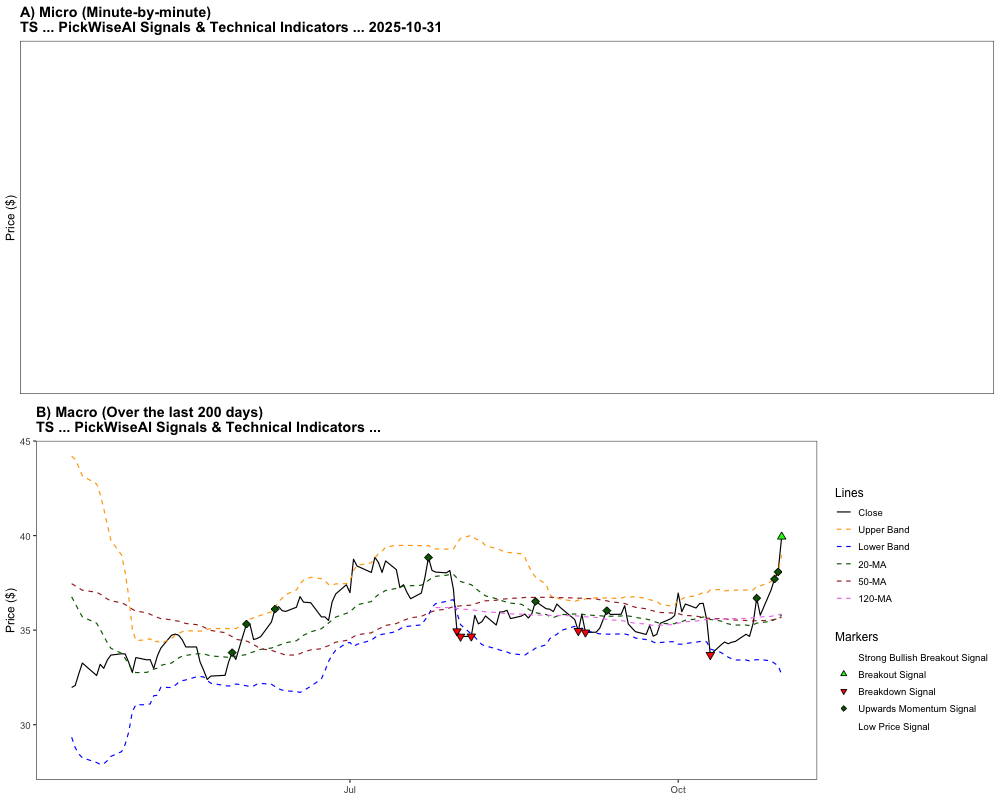 A) Micro (Minute-by-minute)
TS ... PickWiseAI Signals & Technical Indicators ... 2025-10-31
Price ($)
B) Macro (Over the last 200 days)
TS ... PickWiseAI Signals & Technical Indicators ...
Price ($)
45
40
35
30
Jul
Oct
Lines
Close
Upper Band
Lower Band
20-MA
50-MA
120-MA
Markers
Strong Bullish Breakout Signal
Breakout Signal
Breakdown Signal
Upwards Momentum Signal
Low Price Signal